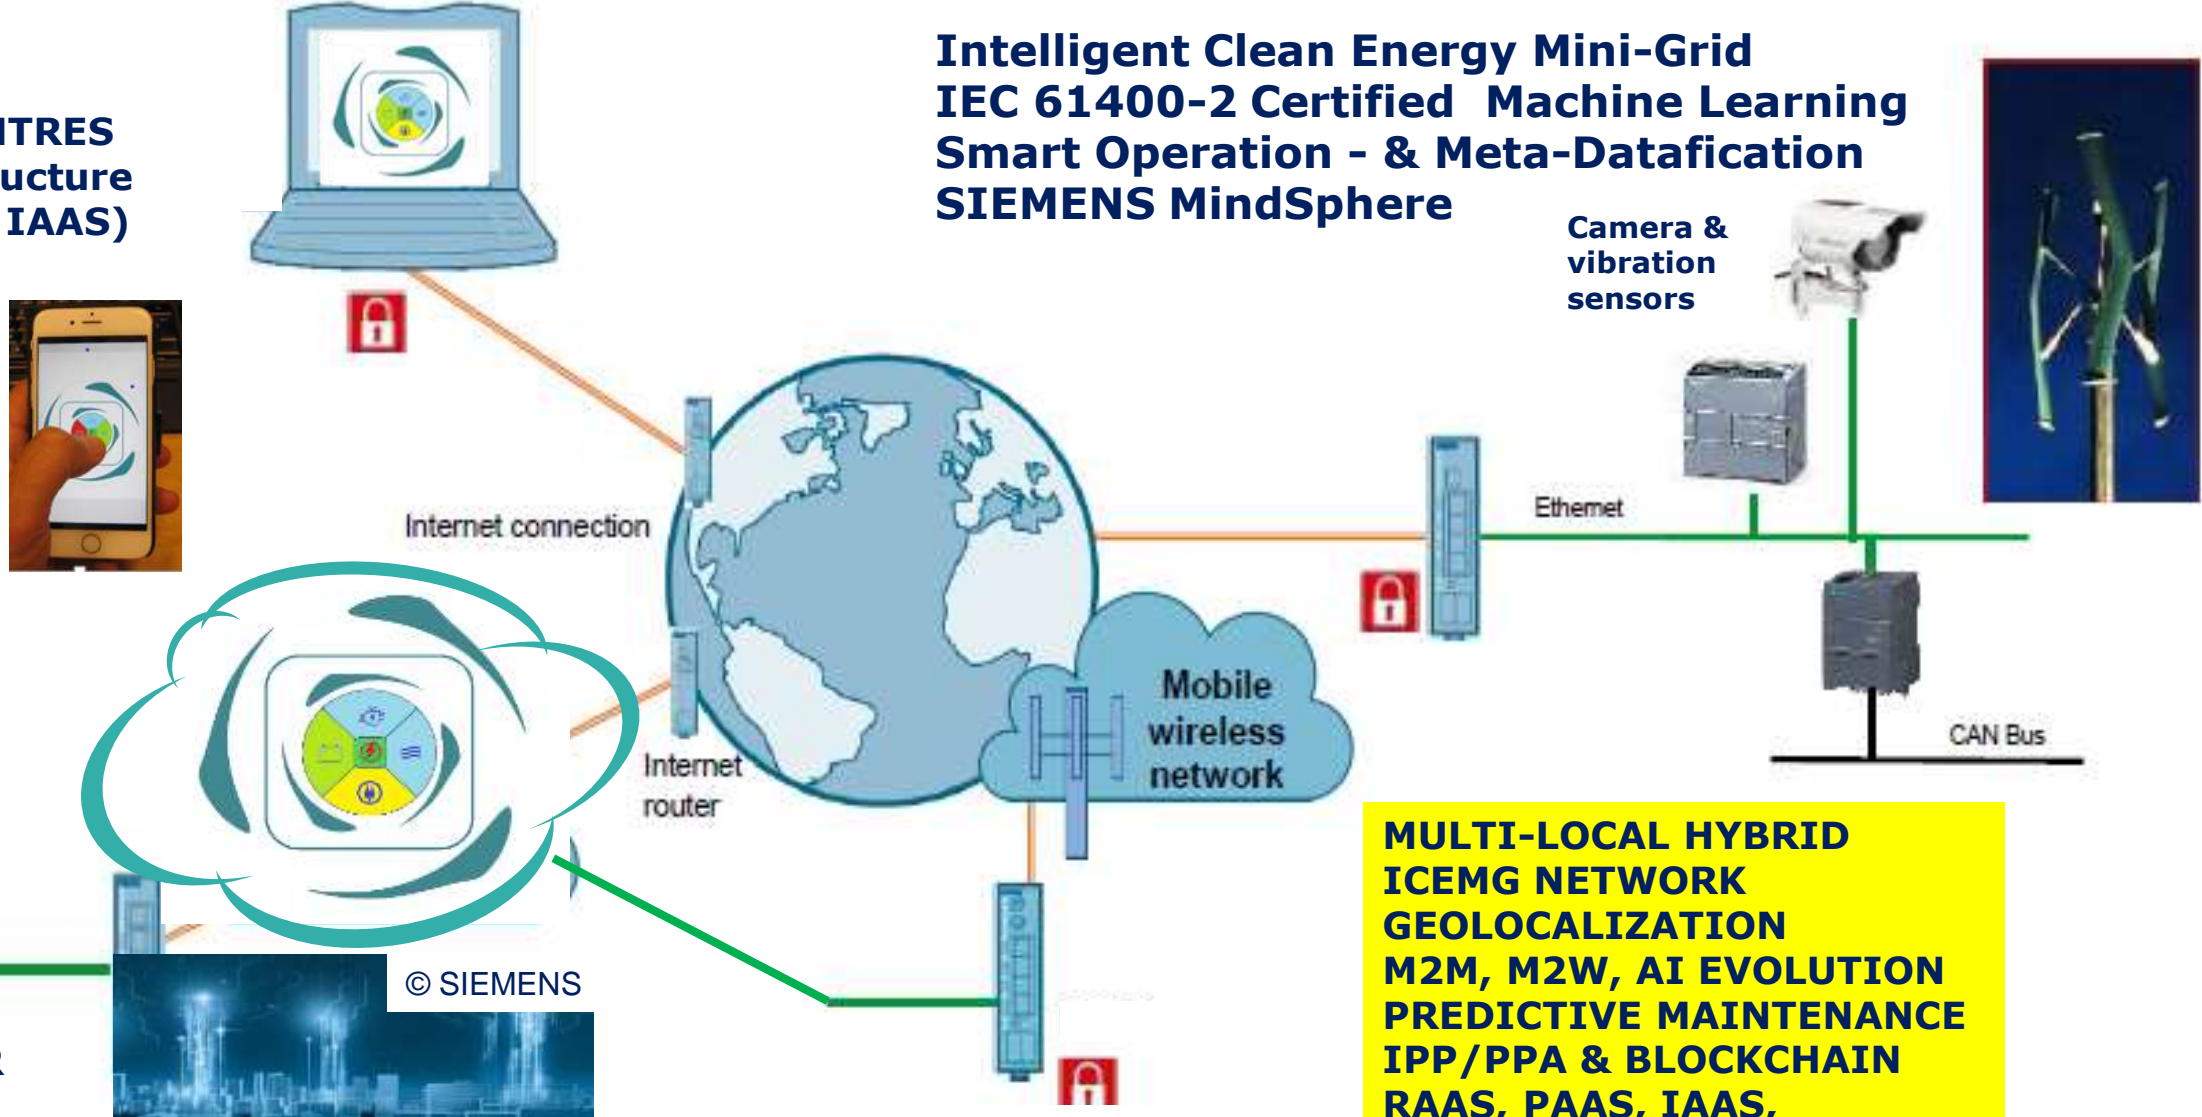 Intelligent Clean Energy Mini-Grid
IEC 61400-2 Certified Machine Learning
Smart Operation - & Meta-Datafication
SIEMENS MindSphere
NTRES
ucture
IAAS)
Camera &
vibration
sensors
Internet connection
Ethernet
Mobile
wireless
network
Internet
router
CAN Bus
© SIEMENS
R
MULTI-LOCAL HYBRID
ICEMG NETWORK
GEOLOCALIZATION
M2M, M2W, AI EVOLUTION
PREDICTIVE MAINTENANCE
IPP/PPA & BLOCKCHAIN
RAAS, PAAS, IAAS,